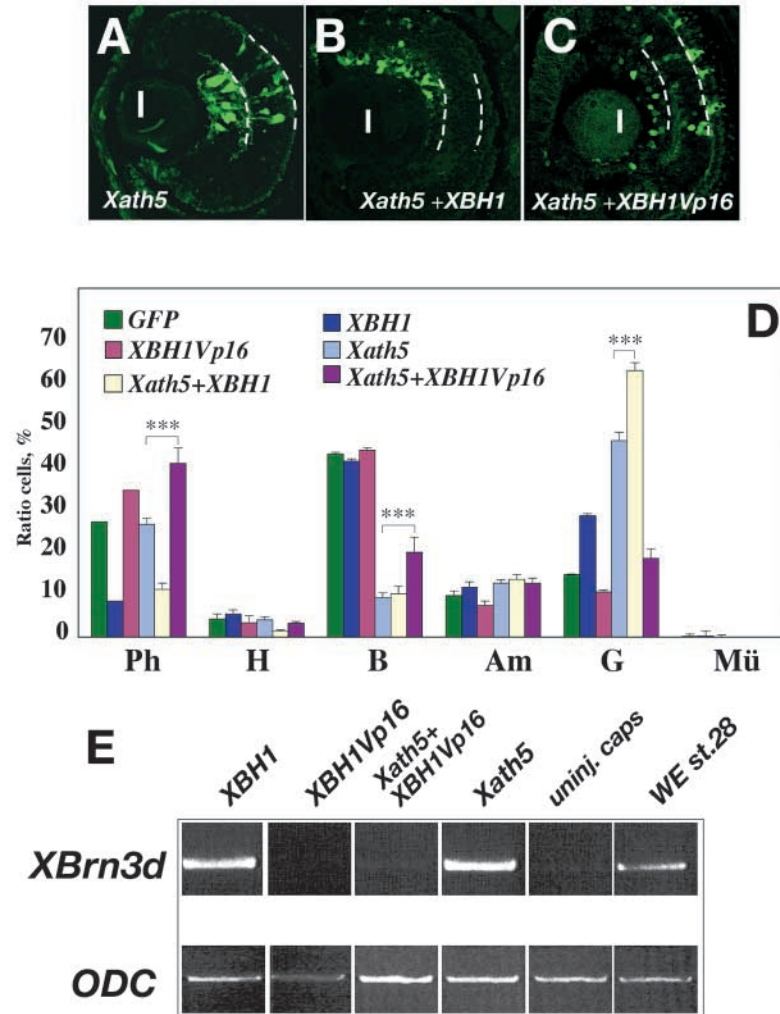 A
B
C
I
I
I
Xath5
Xath5 +XBH1
Xath5 +XBH1Vp16
D
GFP
XBH1
XBH1Vp16
Xath5
Xath5+XBH1
Xath5+XBH1Vp16
***
***
***
Ratio cells, %
70
60
50
40
30
20
10
0
Ph H B Am G Mü
E
XBH1
XBH1Vp16
Xath5+
XBH1Vp16
Xath5
uninj. caps
WE st.28
XBrn3d
ODC